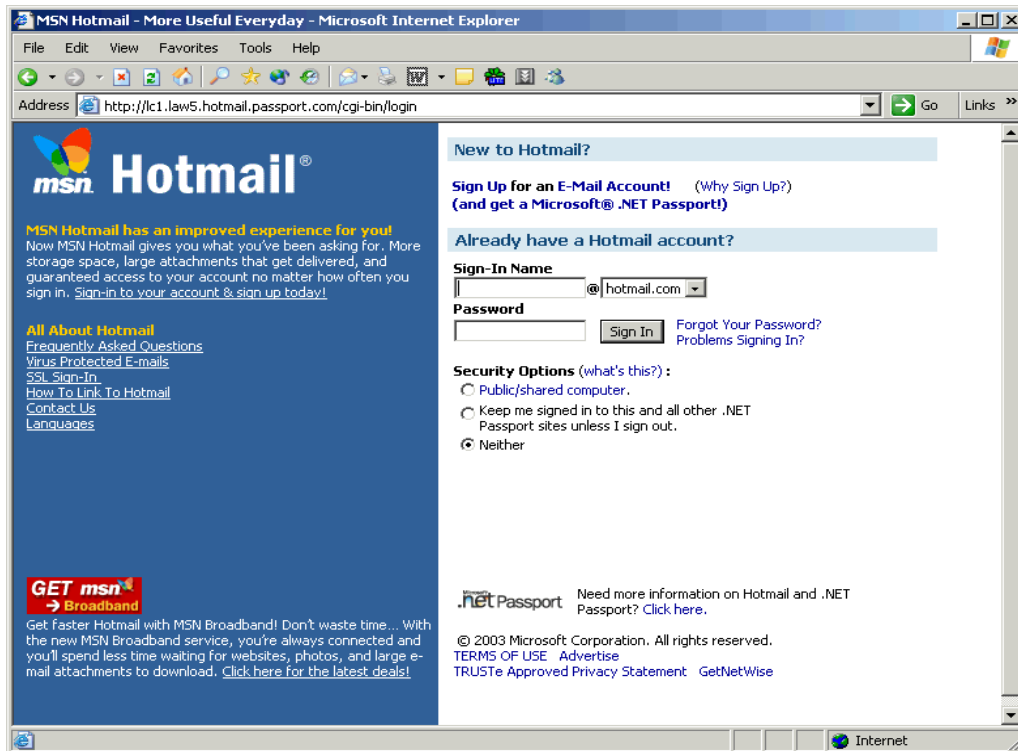 MSN Hotmail - More Useful Everyday - Microsoft Internet Explorer
File Edit View Favorites Tools Help
Address http://lc1.law5.hotmail.passport.com/cgi-bin/login Go Links »
msn Hotmail®
MSN Hotmail has an improved experience for you!
Now MSN Hotmail gives you what you've been asking for. More
storage space, large attachments that get delivered, and
guaranteed access to your account no matter how often you
sign in. Sign-in to your account & sign up today!
All About Hotmail
Frequently Asked Questions
Virus Protected E-mails
SSL Sign-In
How To Link To Hotmail
Contact Us
Languages
GET msn
→ Broadband
Get faster Hotmail with MSN Broadband! Don't waste time... With
the new MSN Broadband service, you're always connected and
you'll spend less time waiting for websites, photos, and large e-
mail attachments to download. Click here for the latest deals!
New to Hotmail?
Sign Up for an E-Mail Account! (Why Sign Up?)
(and get a Microsoft® .NET Passport!)
Already have a Hotmail account?
Sign-In Name
@ hotmail.com
Password
Sign In
Forgot Your Password?
Problems Signing In?
Security Options (what's this?) :
Public/shared computer.
Keep me signed in to this and all other .NET
Passport sites unless I sign out.
Neither
Microsoft
.net Passport
Need more information on Hotmail and .NET
Passport? Click here.
© 2003 Microsoft Corporation. All rights reserved.
TERMS OF USE Advertise
TRUSTe Approved Privacy Statement GetNetWise
Internet